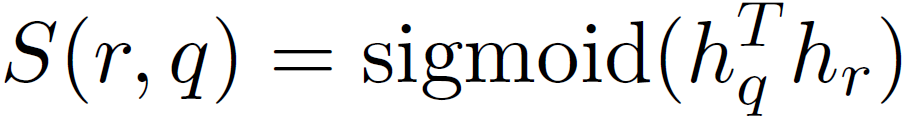 S(r, q) = sigmoid(h_q^T h_r)